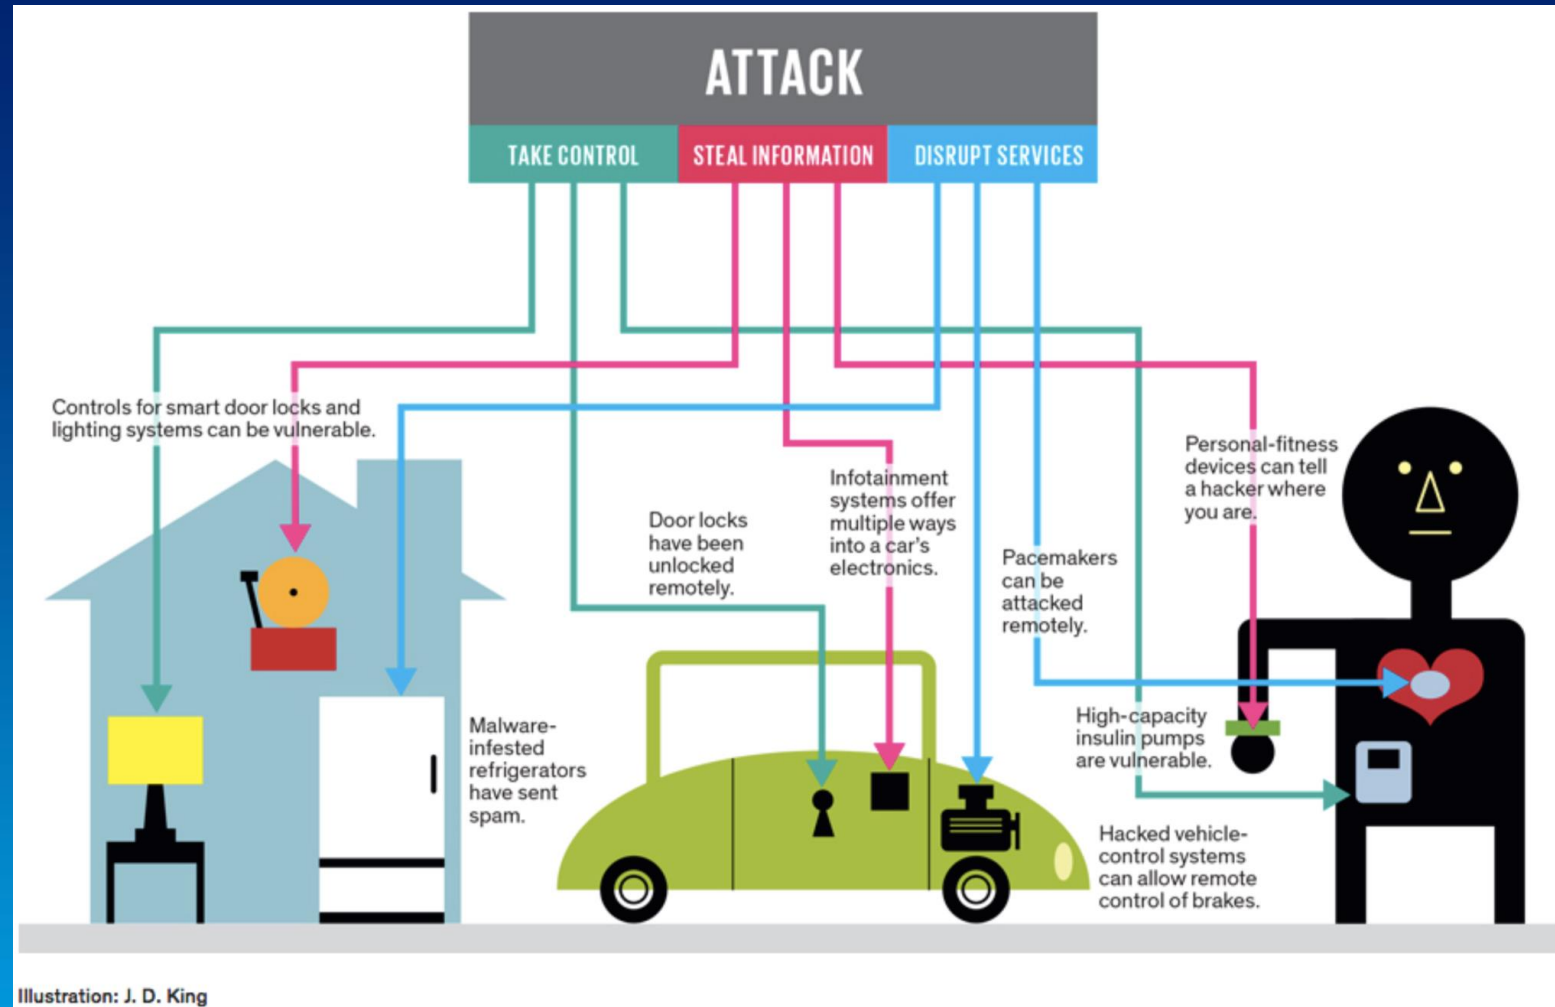 ATTACK
TAKE CONTROL
STEAL INFORMATION
DISRUPT SERVICES
Controls for smart door locks and
lighting systems can be vulnerable.
Door locks
have been
unlocked
remotely.
Infotainment
systems offer
multiple ways
into a car’s
electronics.
Pacemakers
can be
attacked
remotely.
Personal-fitness
devices can tell
a hacker where
you are.
Malware-
infested
refrigerators
have sent
spam.
High-capacity
insulin pumps
are vulnerable.
Hacked vehicle-
control systems
can allow remote
control of brakes.
Illustration: J. D. King